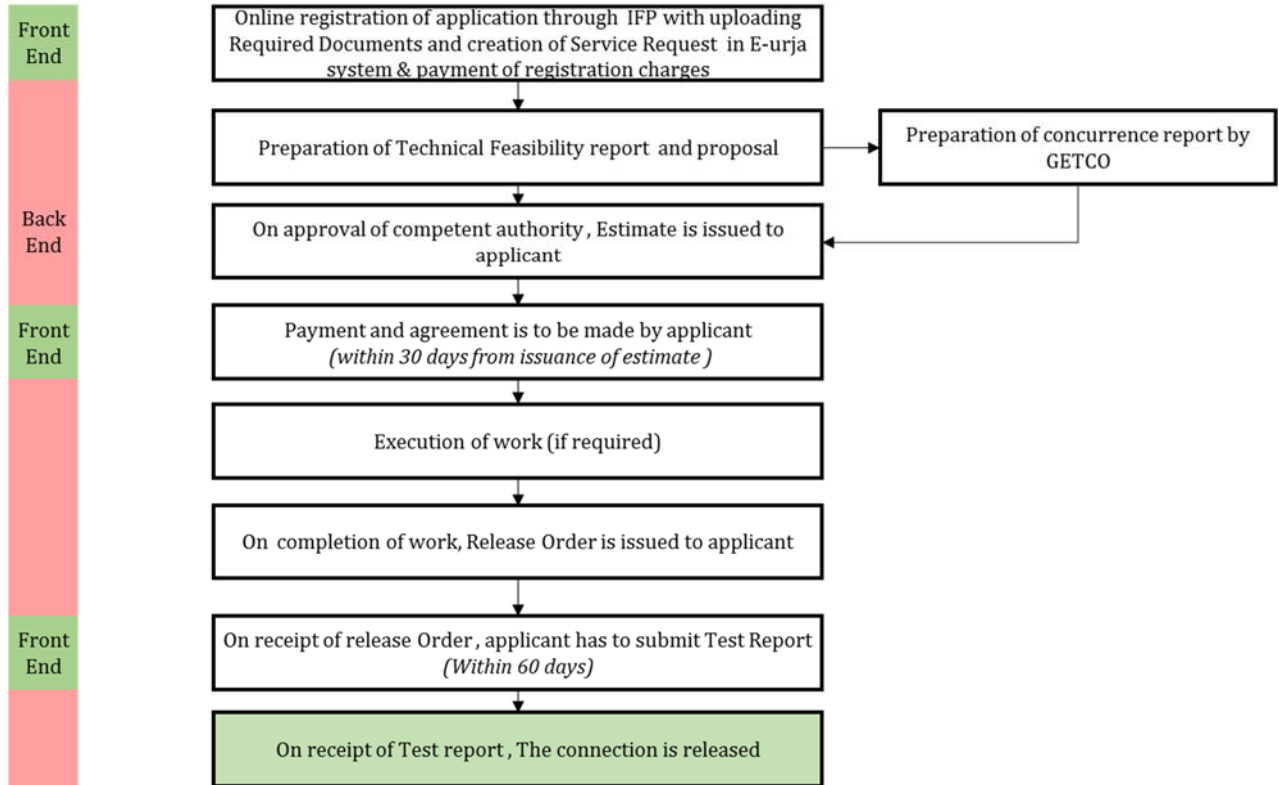 Front
End
Online registration of application through IFP with uploading
Required Documents and creation of Service Request in E-urja
system & payment of registration charges
Preparation of Technical Feasibility report and proposal
Preparation of concurrence report by
GETCO
Back
End
On approval of competent authority , Estimate is issued to
applicant
Front
End
Payment and agreement is to be made by applicant
(within 30 days from issuance of estimate )
Execution of work (if required)
On completion of work, Release Order is issued to applicant
Front
End
On receipt of release Order , applicant has to submit Test Report
(Within 60 days)
On receipt of Test report , The connection is released